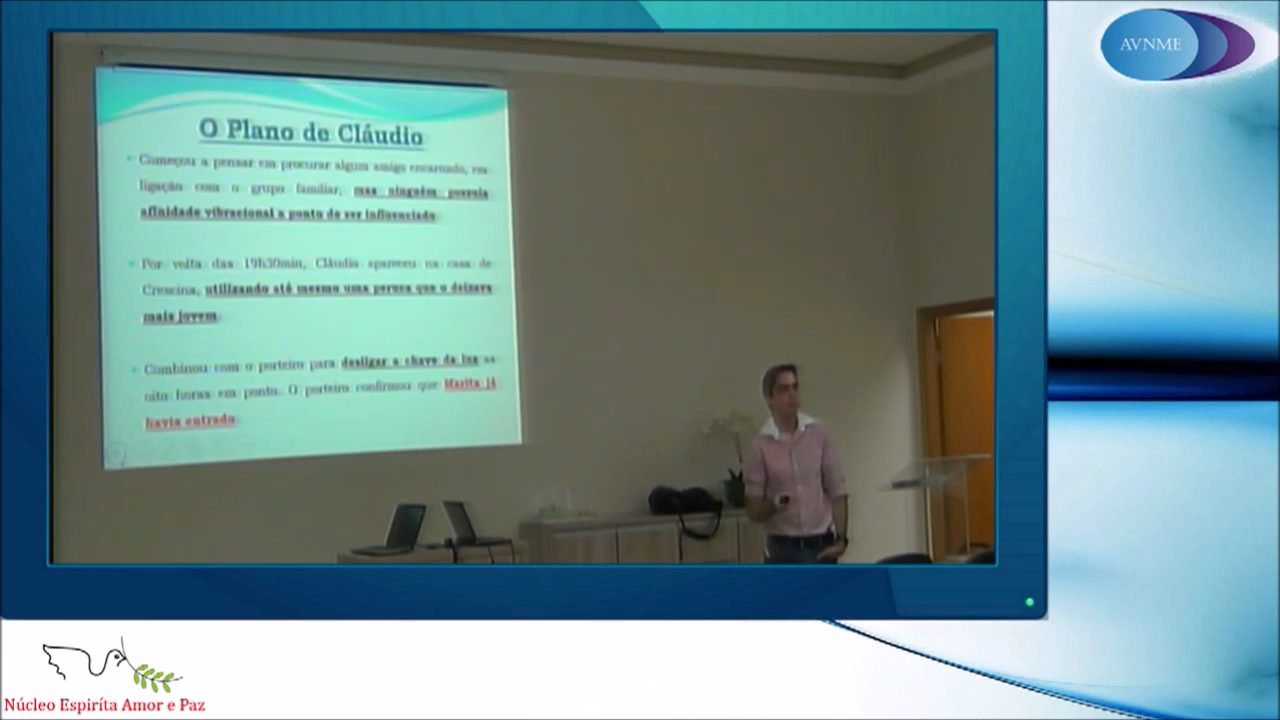 AVNME
O Plano de Cláudio
Começou a pensar em procurar algum amigo encarnado, em
ligação com o grupo familiar, mas ninguém possuia
afinidade vibracional a ponto de ser influenciado.
Por volta das 19h30min, Cláudio apareceu na casa de
Crescina, utilizando até mesmo uma peruca que o deixava
mais jovem.
Combinou com o porteiro para desligar a chave da luz as
oito horas em ponto. O porteiro confirmou que Marita já
havia entrado.
Núcleo Espiríta Amor e Paz